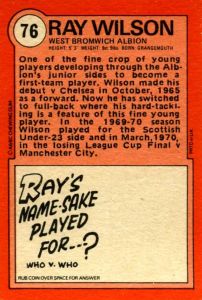 76
RAY WILSON
WEST BROMWICH ALBION
HEIGHT: 5' 3" WEIGHT: 9st 9lbs BORN: GRANGEMOUTH
One of the fine crop of young
players developing through the Alb-
ion's junior sides to become a
first-team player. Wilson made his
debut v Chelsea in October, 1965
as a forward. Now he has switched
to full-back where his hard-tackl-
ing is a feature of this fine young
player. In the 1969-70 season
Wilson played for the Scottish
Under-23 side and in March,1970,
in the losing League Cup Final v
Manchester City.
RAY'S
NAME-SAKE
PLAYED
FOR--?
WHO v. WHO
RUB COIN OVER SPACE FOR ANSWER